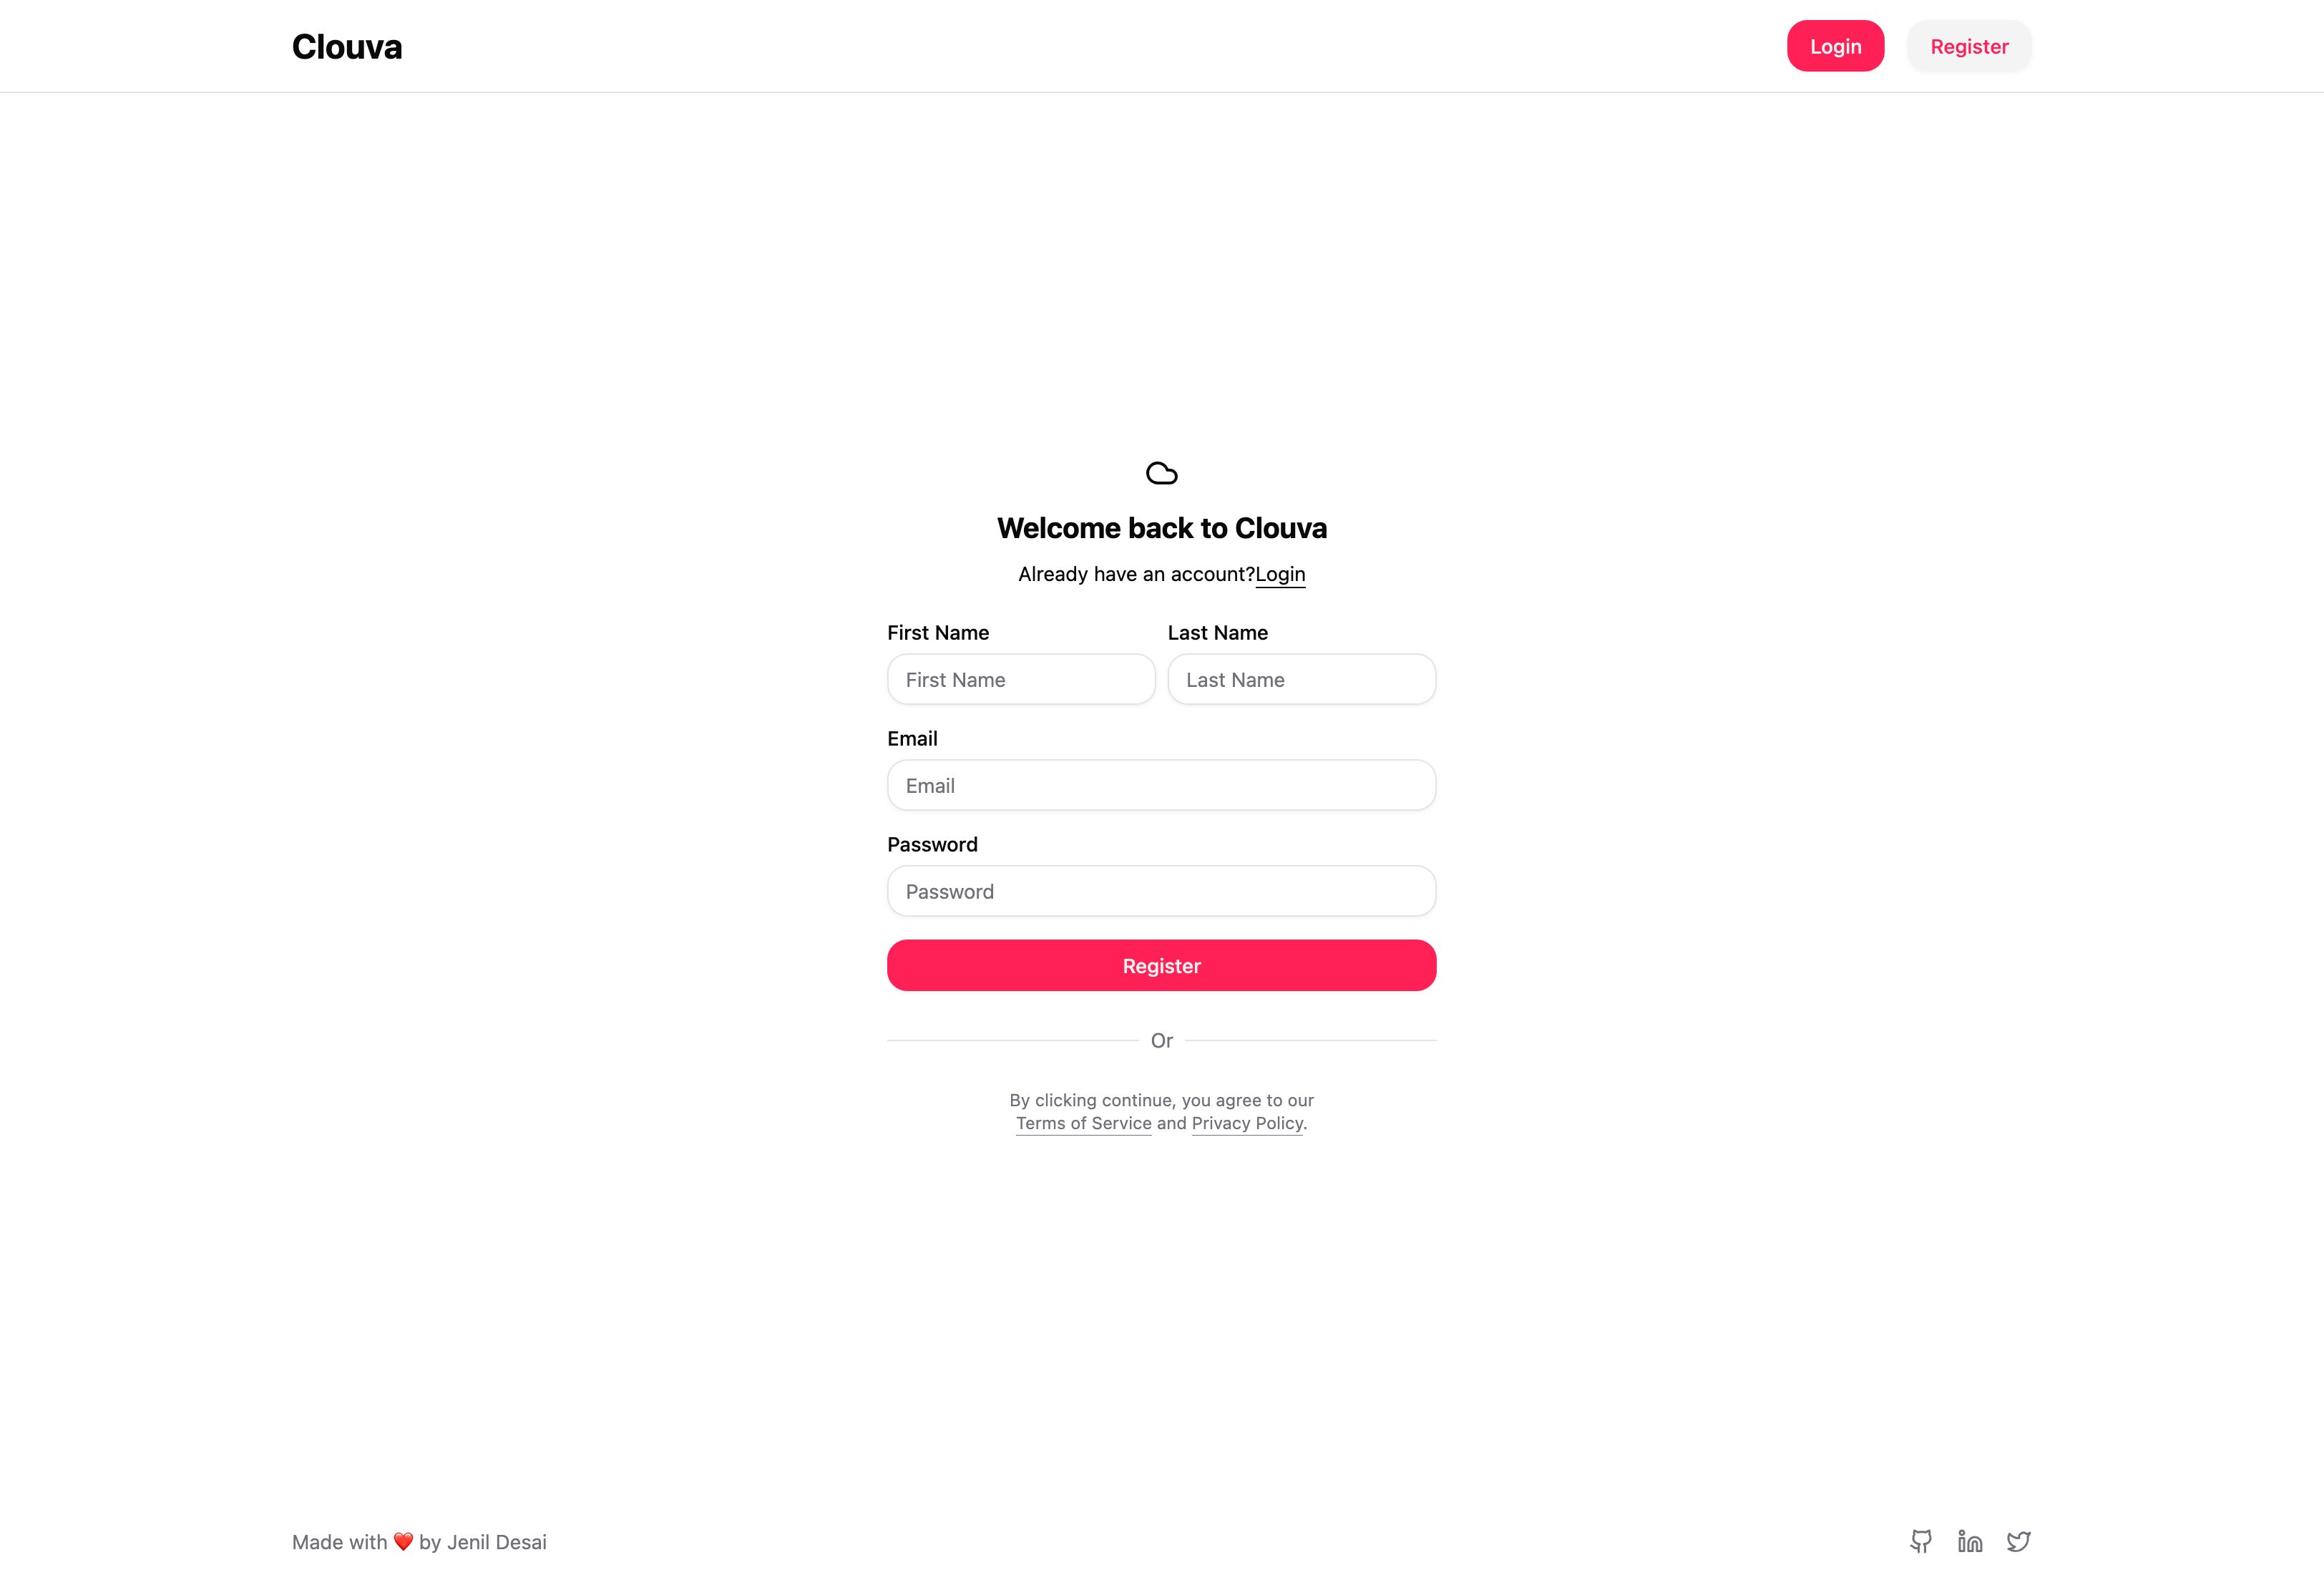 Clouva
Login
Register
Welcome back to Clouva
Already have an account?Login
First Name
Last Name
First Name
Last Name
Email
Email
Password
Password
Register
Or
By clicking continue, you agree to our
Terms of Service and Privacy Policy.
Made with ❤️ by Jenil Desai